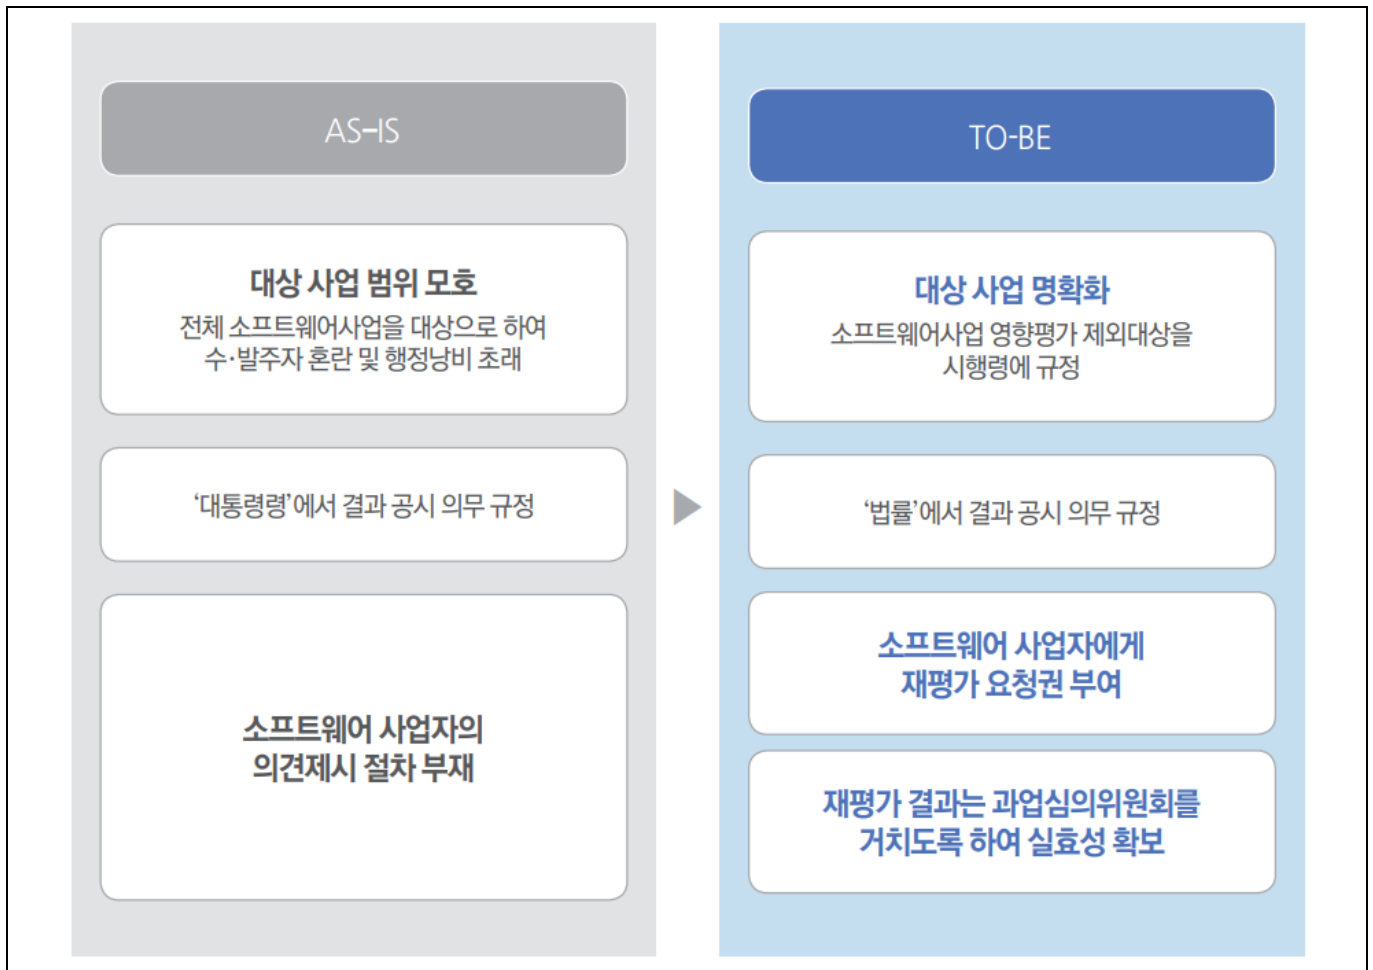 AS-IS
대상 사업 범위 모호
전체 소프트웨어사업을 대상으로 하여
수·발주자 혼란 및 행정낭비 초래
‘대통령령’에서 결과 공시 의무 규정
소프트웨어 사업자의
의견제시 절차 부재
TO-BE
대상 사업 명확화
소프트웨어사업 영향평가 제외대상을
시행령에 규정
‘법률’에서 결과 공시 의무 규정
소프트웨어 사업자에게
재평가 요청권 부여
재평가 결과는 과업심의위원회를
거치도록 하여 실효성 확보